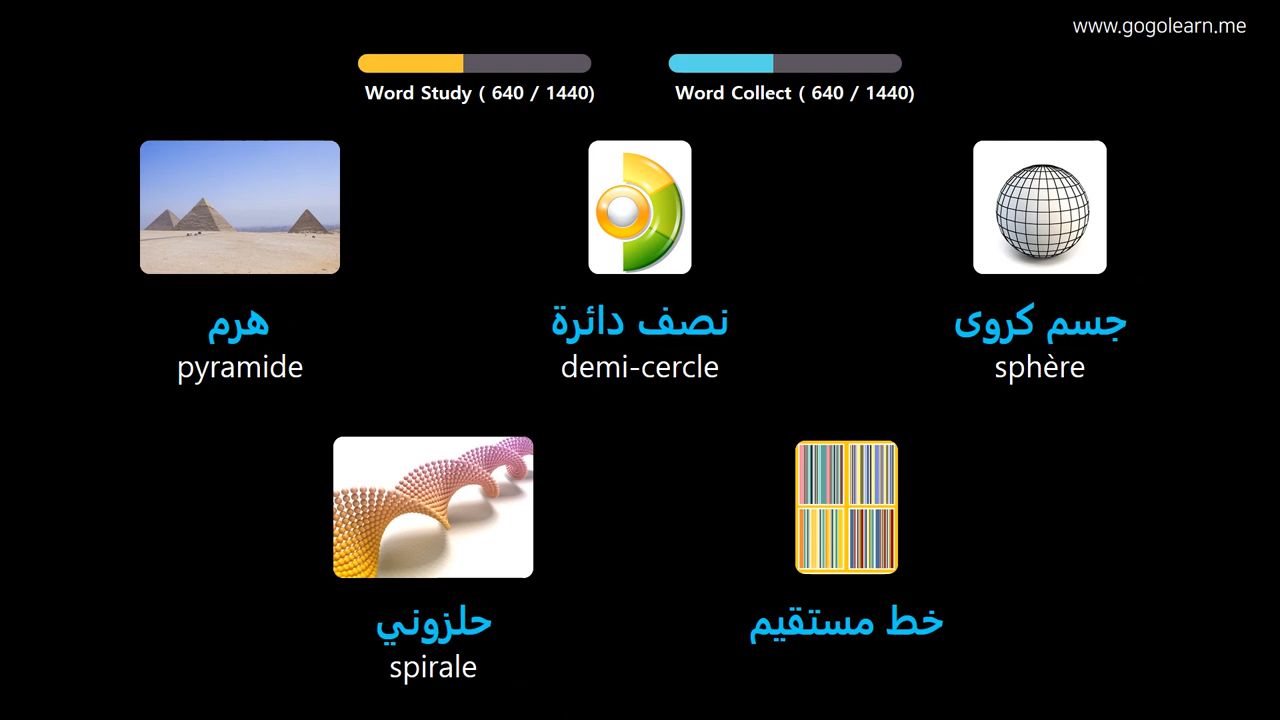 www.gogolearn.me
Word Study ( 640 / 1440)
Word Collect ( 640 / 1440)
هرم
pyramide
نصف دائرة
demi-cercle
جسم كروى
sphère
حلزوني
spirale
خط مستقيم